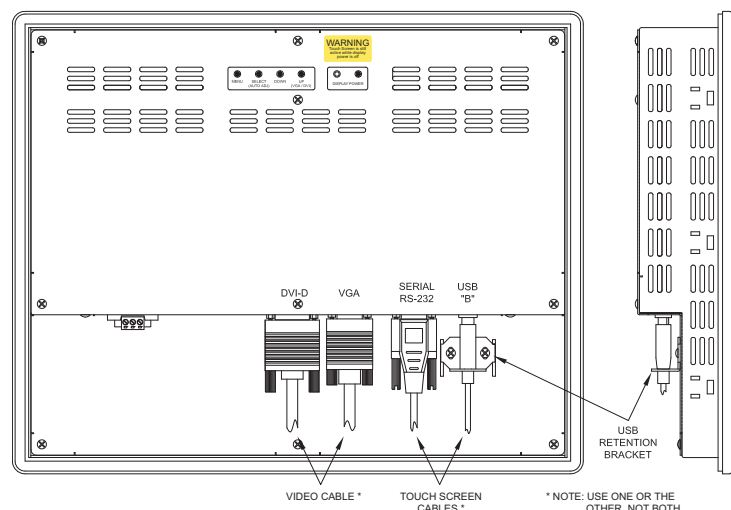 WARNING
Touch Screen is still
active while display
power is off
MENU
SELECT
(AUTO ADJ)
DOWN
UP
(VGA / DVI)
DISPLAY POWER
DVI-D
VGA
SERIAL
RS-232
USB
"B"
USB
RETENTION
BRACKET
VIDEO CABLE *
TOUCH SCREEN
CABLES *
* NOTE: USE ONE OR THE
OTHER, NOT BOTH